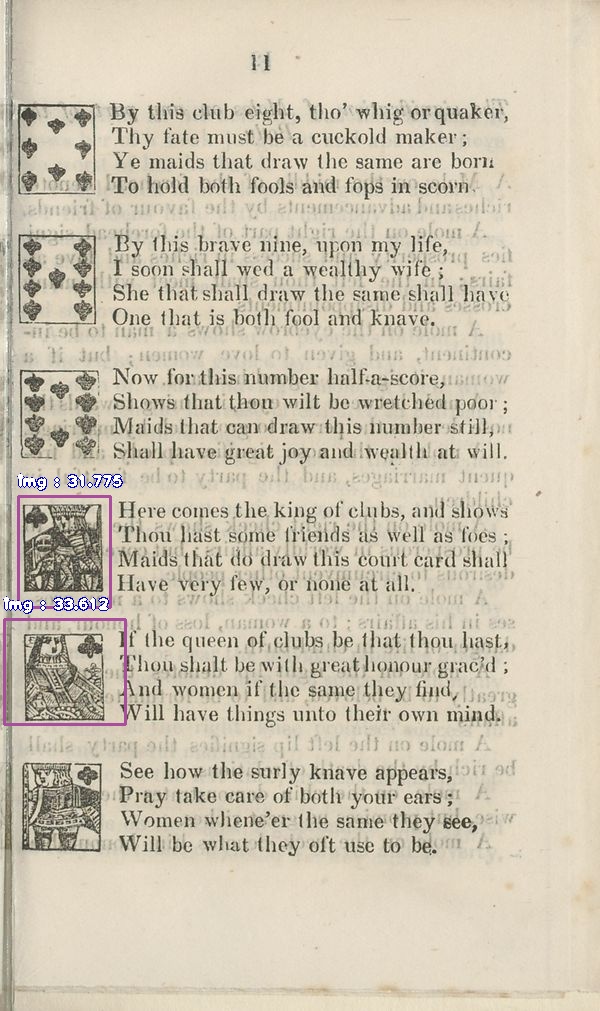 11
By this club eight, tho' whig or quaker,
Thy fate must be a cuckold maker;
Ye maids that draw the same are born
To hold both fools and fops in scorn.
By this brave nine, upon my life,
I soon shall wed a wealthy wife;
She that shall draw the same shall have
One that is both fool and knave.
Now for this number half-a-score,
Shows that thou wilt be wretched poor;
Maids that can draw this number still,
Shall have great joy and wealth at will.
img : 31.775
Here comes the king of clubs, and shows
Thou hast some friends as well as foes;
Maids that do draw this court card shall
Have very few, or none at all.
img : 33.612
If the queen of clubs be that thou hast,
Thou shalt be with great honour grac'd;
And women if the same they find,
Will have things unto their own mind.
See how the surly knave appears,
Pray take care of both your ears;
Women whene'er the same they see,
Will be what they oft use to be.